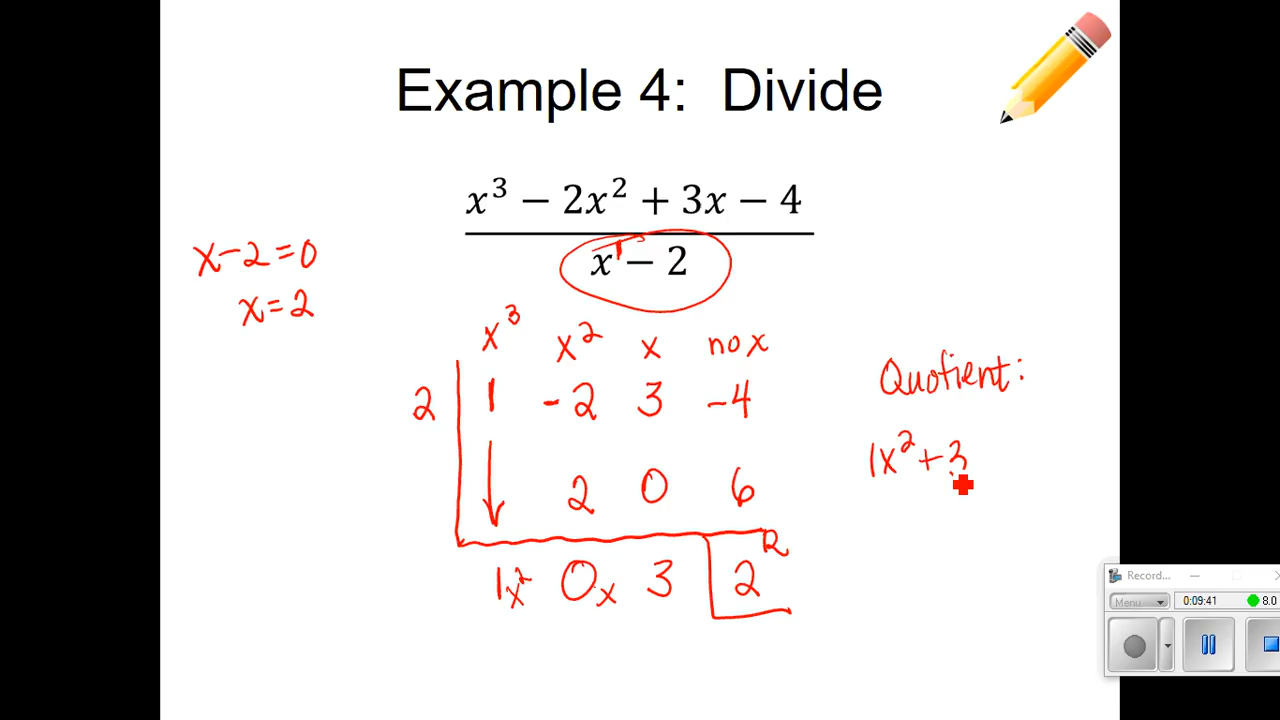 Example 4: Divide
x³ − 2x² + 3x − 4
x¹ − 2
x-2=0
x=2
x³ x² x no x
2 1 -2 3 -4
2 0 6
1x² 0x 3 2 R
Quotient:
1x² + 3
Record...
Menu 0:09:41 8.0